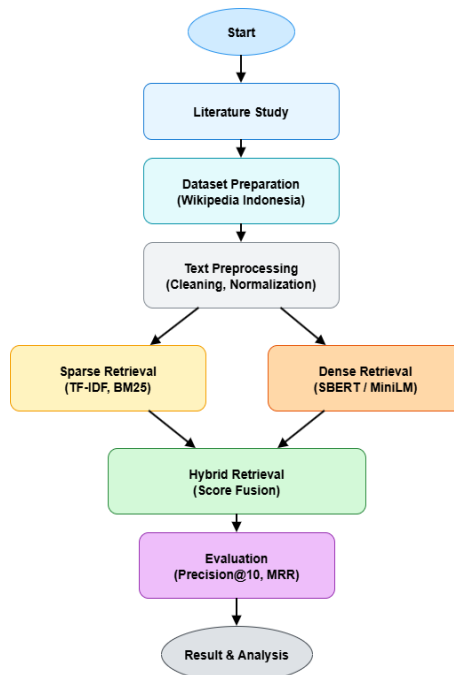 Start
Literature Study
Dataset Preparation
(Wikipedia Indonesia)
Text Preprocessing
(Cleaning, Normalization)
Sparse Retrieval
(TF-IDF, BM25)
Dense Retrieval
(SBERT / MiniLM)
Hybrid Retrieval
(Score Fusion)
Evaluation
(Precision@10, MRR)
Result & Analysis